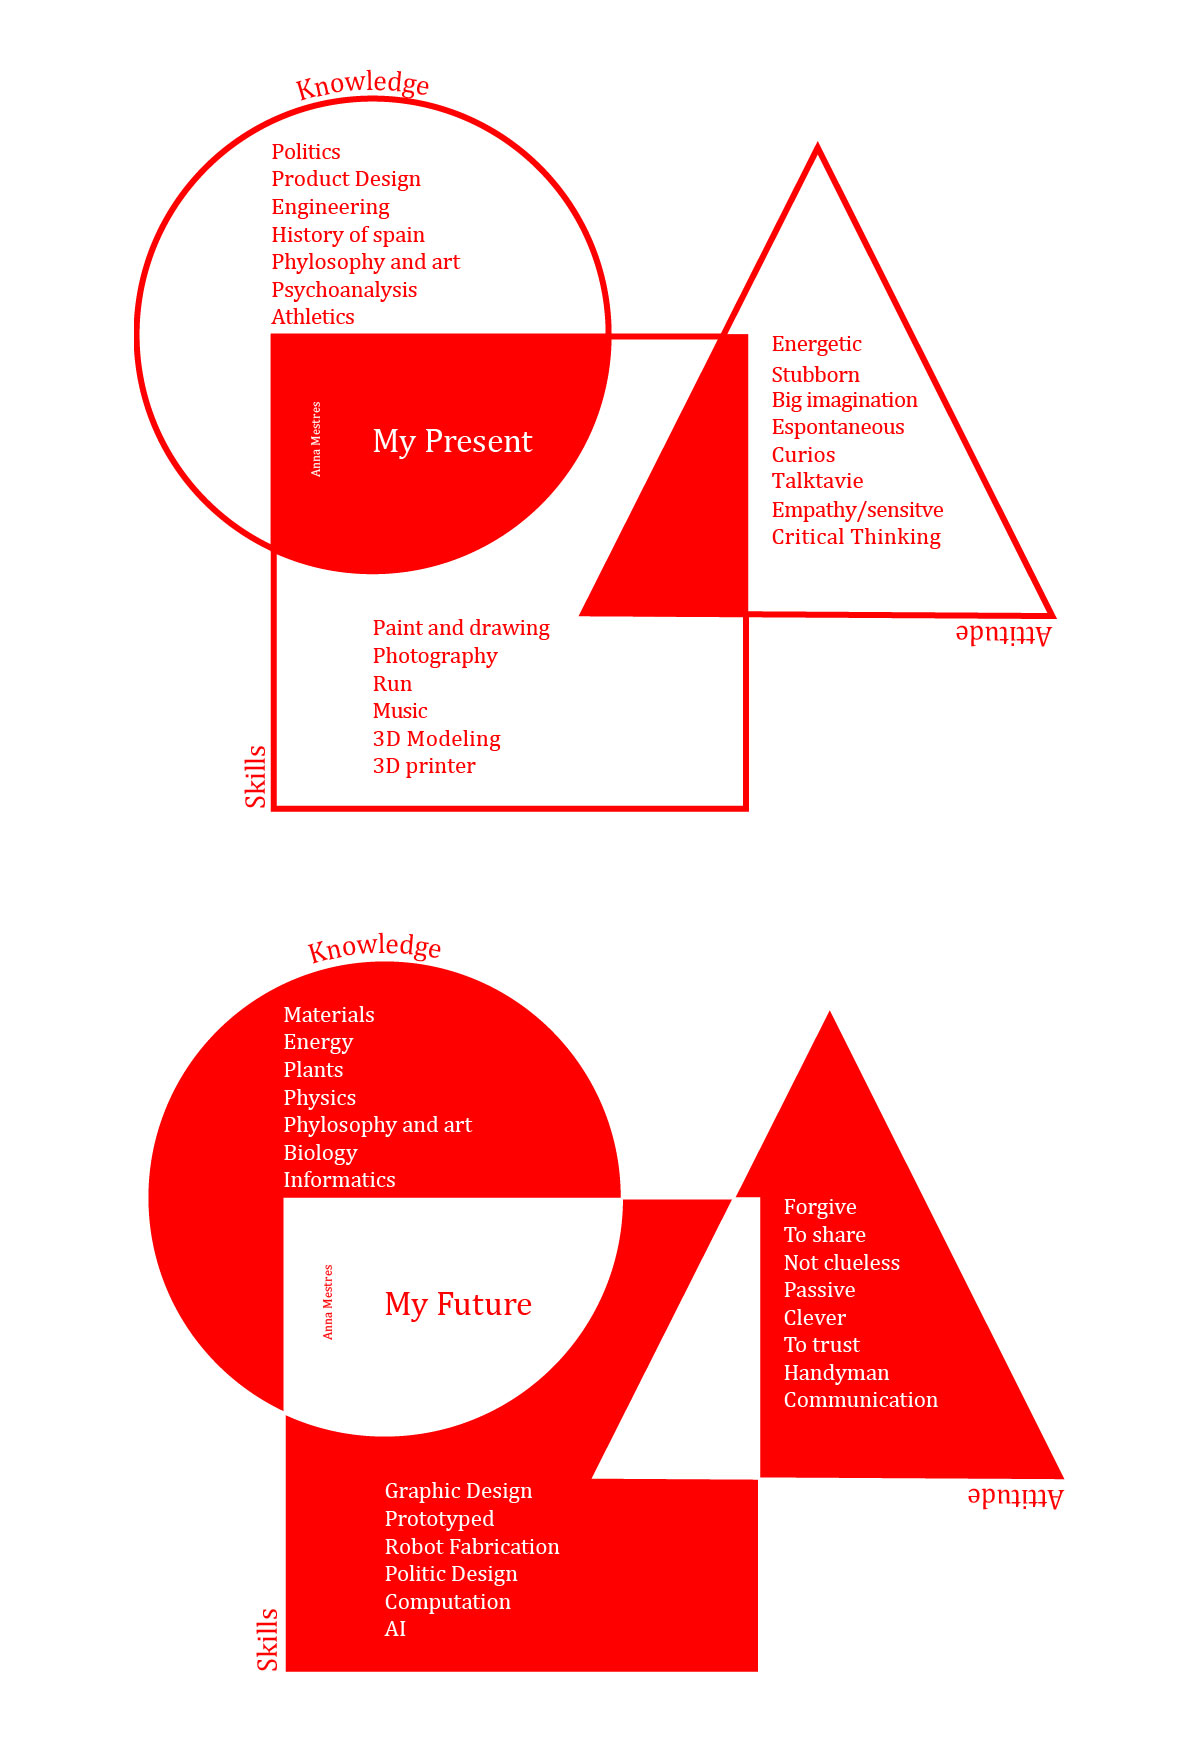 Knowledge
Politics
Product Design
Engineering
History of spain
Phylosophy and art
Psychoanalysis
Athletics
Anna Mestres
My Present
Energetic
Stubborn
Big imagination
Espontaneous
Curios
Talktavie
Empathy/sensitve
Critical Thinking
Attitude
Paint and drawing
Photography
Run
Music
3D Modeling
3D printer
Skills
Knowledge
Materials
Energy
Plants
Physics
Phylosophy and art
Biology
Informatics
Anna Mestres
My Future
Forgive
To share
Not clueless
Passive
Clever
To trust
Handyman
Communication
Attitude
Graphic Design
Prototyped
Robot Fabrication
Politic Design
Computation
AI
Skills